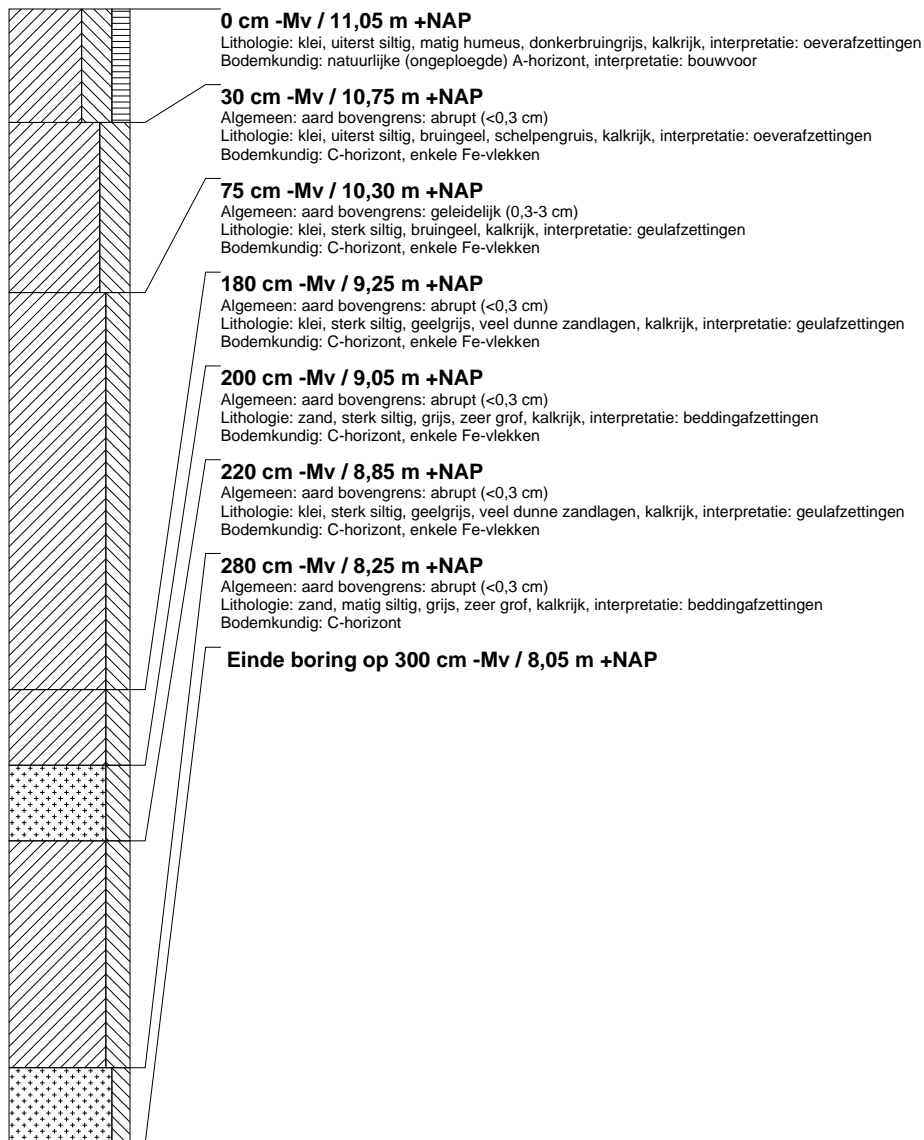 0 cm -Mv / 11,05 m +NAP
Lithologie: klei, uiterst siltig, matig humeus, donkerbruingrijs, kalkrijk, interpretatie: oeverafzettingen
Bodemkundig: natuurlijke (ongeploegde) A-horizont, interpretatie: bouwvoor
30 cm -Mv / 10,75 m +NAP
Algemeen: aard bovengrens: abrupt (<0,3 cm)
Lithologie: klei, uiterst siltig, bruingeel, schelpengruis, kalkrijk, interpretatie: oeverafzettingen
Bodemkundig: C-horizont, enkele Fe-vlekken
75 cm -Mv / 10,30 m +NAP
Algemeen: aard bovengrens: geleidelijk (0,3-3 cm)
Lithologie: klei, sterk siltig, bruingeel, kalkrijk, interpretatie: geulafzettingen
Bodemkundig: C-horizont, enkele Fe-vlekken
180 cm -Mv / 9,25 m +NAP
Algemeen: aard bovengrens: abrupt (<0,3 cm)
Lithologie: klei, sterk siltig, geelgrijs, veel dunne zandlagen, kalkrijk, interpretatie: geulafzettingen
Bodemkundig: C-horizont, enkele Fe-vlekken
200 cm -Mv / 9,05 m +NAP
Algemeen: aard bovengrens: abrupt (<0,3 cm)
Lithologie: zand, sterk siltig, grijs, zeer grof, kalkrijk, interpretatie: beddingafzettingen
Bodemkundig: C-horizont, enkele Fe-vlekken
220 cm -Mv / 8,85 m +NAP
Algemeen: aard bovengrens: abrupt (<0,3 cm)
Lithologie: klei, sterk siltig, geelgrijs, veel dunne zandlagen, kalkrijk, interpretatie: geulafzettingen
Bodemkundig: C-horizont, enkele Fe-vlekken
280 cm -Mv / 8,25 m +NAP
Algemeen: aard bovengrens: abrupt (<0,3 cm)
Lithologie: zand, matig siltig, grijs, zeer grof, kalkrijk, interpretatie: beddingafzettingen
Bodemkundig: C-horizont
Einde boring op 300 cm -Mv / 8,05 m +NAP